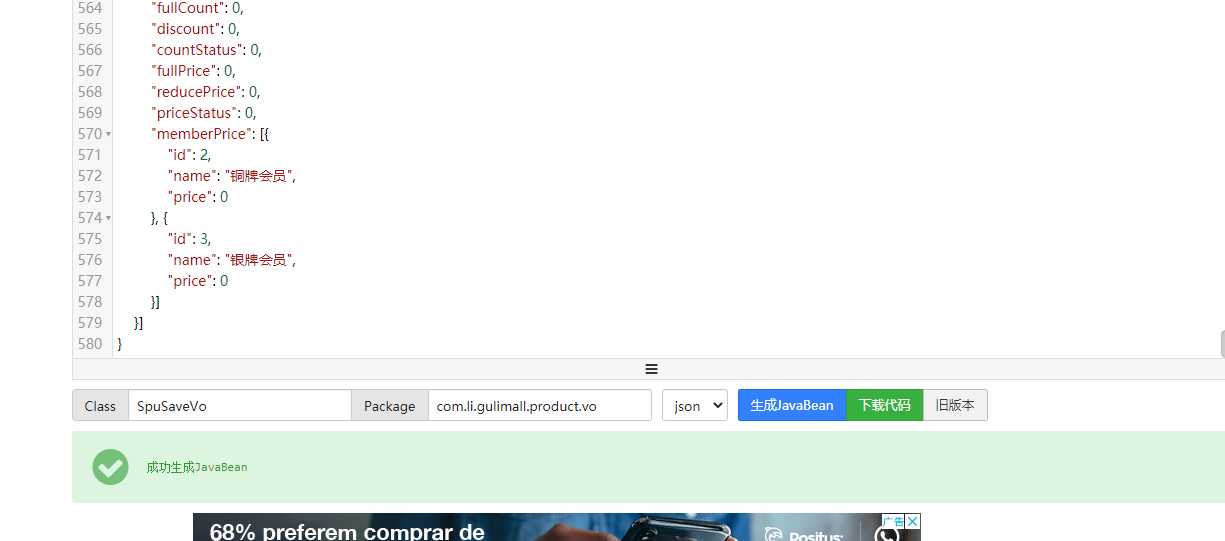 564 "fullCount": 0,
565 "discount": 0,
566 "countStatus": 0,
567 "fullPrice": 0,
568 "reducePrice": 0,
569 "priceStatus": 0,
570 "memberPrice": [{
571 "id": 2,
572 "name": "铜牌会员",
573 "price": 0
574 }, {
575 "id": 3,
576 "name": "银牌会员",
577 "price": 0
578 }]
579 }]
580 }
Class SpuSaveVo Package com.li.gulimall.product.vo json 生成JavaBean 下载代码 旧版本
成功生成JavaBean
广告
68% preferem comprar de
Positus: